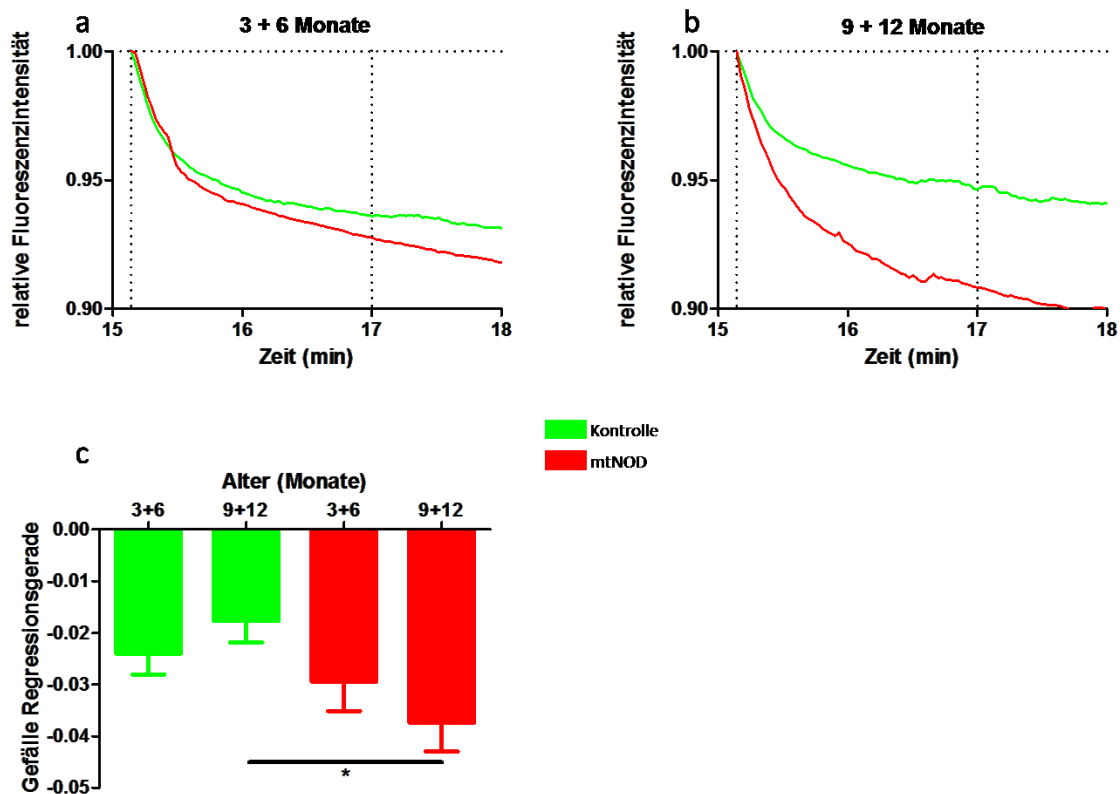 a
3 + 6 Monate
relative Fluoreszenzintensität
1.00
0.95
0.90
15
16
17
18
Zeit (min)
b
9 + 12 Monate
relative Fluoreszenzintensität
1.00
0.95
0.90
15
16
17
18
Zeit (min)
Kontrolle
mtNOD
c
Alter (Monate)
3+6
9+12
3+6
9+12
Gefälle Regressionsgerade
0.00
-0.01
-0.02
-0.03
-0.04
-0.05
*